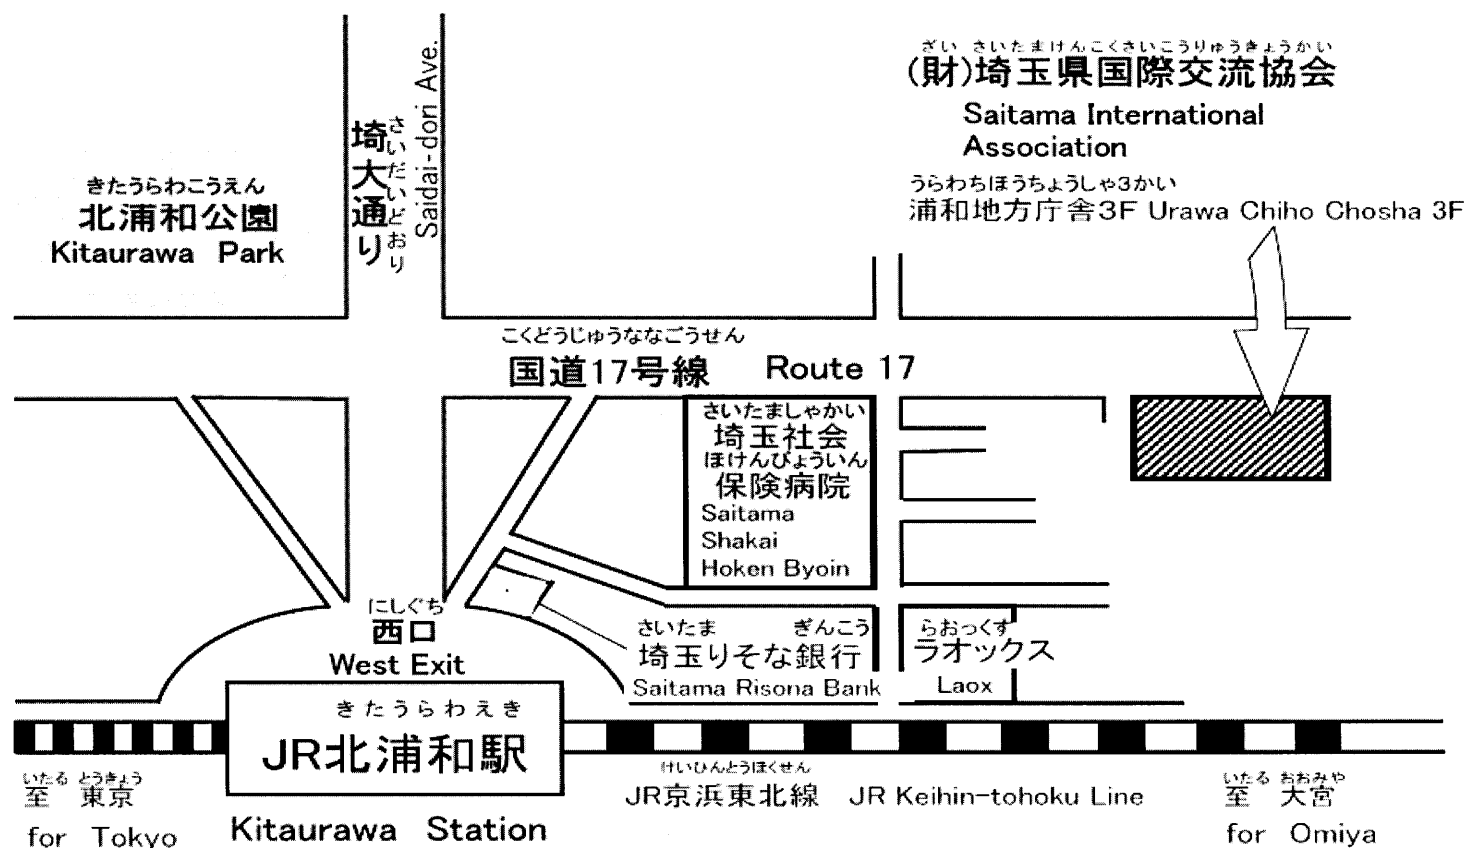 ざい さいたまけんこくさいこうりゅうきょうかい
(財)埼玉県国際交流協会
Saitama International
Association
うらわちほうちょうしゃ3かい
浦和地方庁舎3F Urawa Chiho Chosha 3F
さいだいどおり
埼大通り
Saidai-dori Ave.
きたうらわこうえん
北浦和公園
Kitaurawa Park
こくどうじゅうななごうせん
国道17号線 Route 17
さいたましゃかい
埼玉社会
ほけんびょういん
保険病院
Saitama
Shakai
Hoken Byoin
にしぐち
西口
West Exit
さいたま ぎんこう
埼玉りそな銀行
Saitama Risona Bank
らおっくす
ラオックス
Laox
きたうらわえき
JR北浦和駅
Kitaurawa Station
いたる とうきょう
至 東京
for Tokyo
けいひんとうほくせん
JR京浜東北線 JR Keihin-tohoku Line
いたる おおみや
至 大宮
for Omiya